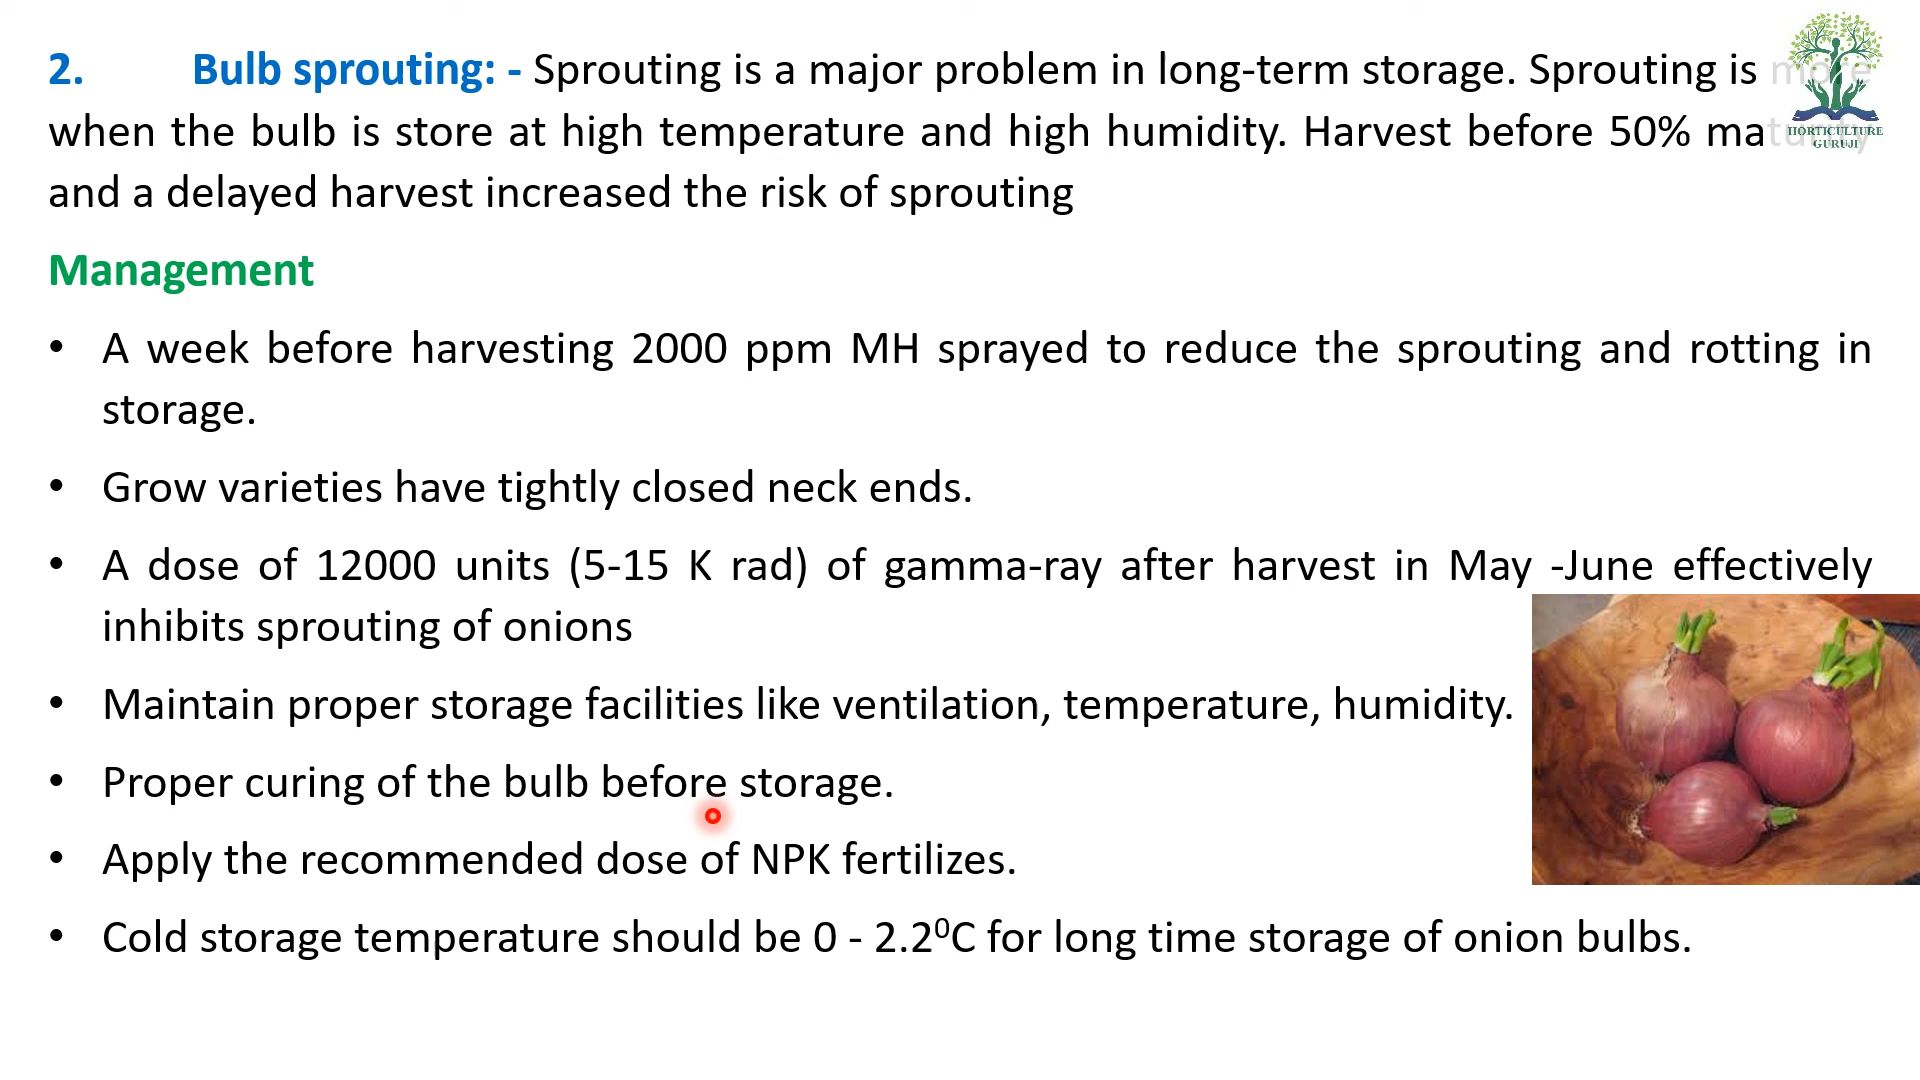 2. Bulb sprouting: - Sprouting is a major problem in long-term storage. Sprouting is more
when the bulb is store at high temperature and high humidity. Harvest before 50% maturity
and a delayed harvest increased the risk of sprouting
HORTICULTURE
GURUJI
Management
• A week before harvesting 2000 ppm MH sprayed to reduce the sprouting and rotting in
storage.
• Grow varieties have tightly closed neck ends.
• A dose of 12000 units (5-15 K rad) of gamma-ray after harvest in May -June effectively
inhibits sprouting of onions
• Maintain proper storage facilities like ventilation, temperature, humidity.
• Proper curing of the bulb before storage.
• Apply the recommended dose of NPK fertilizes.
• Cold storage temperature should be 0 - 2.2⁰C for long time storage of onion bulbs.